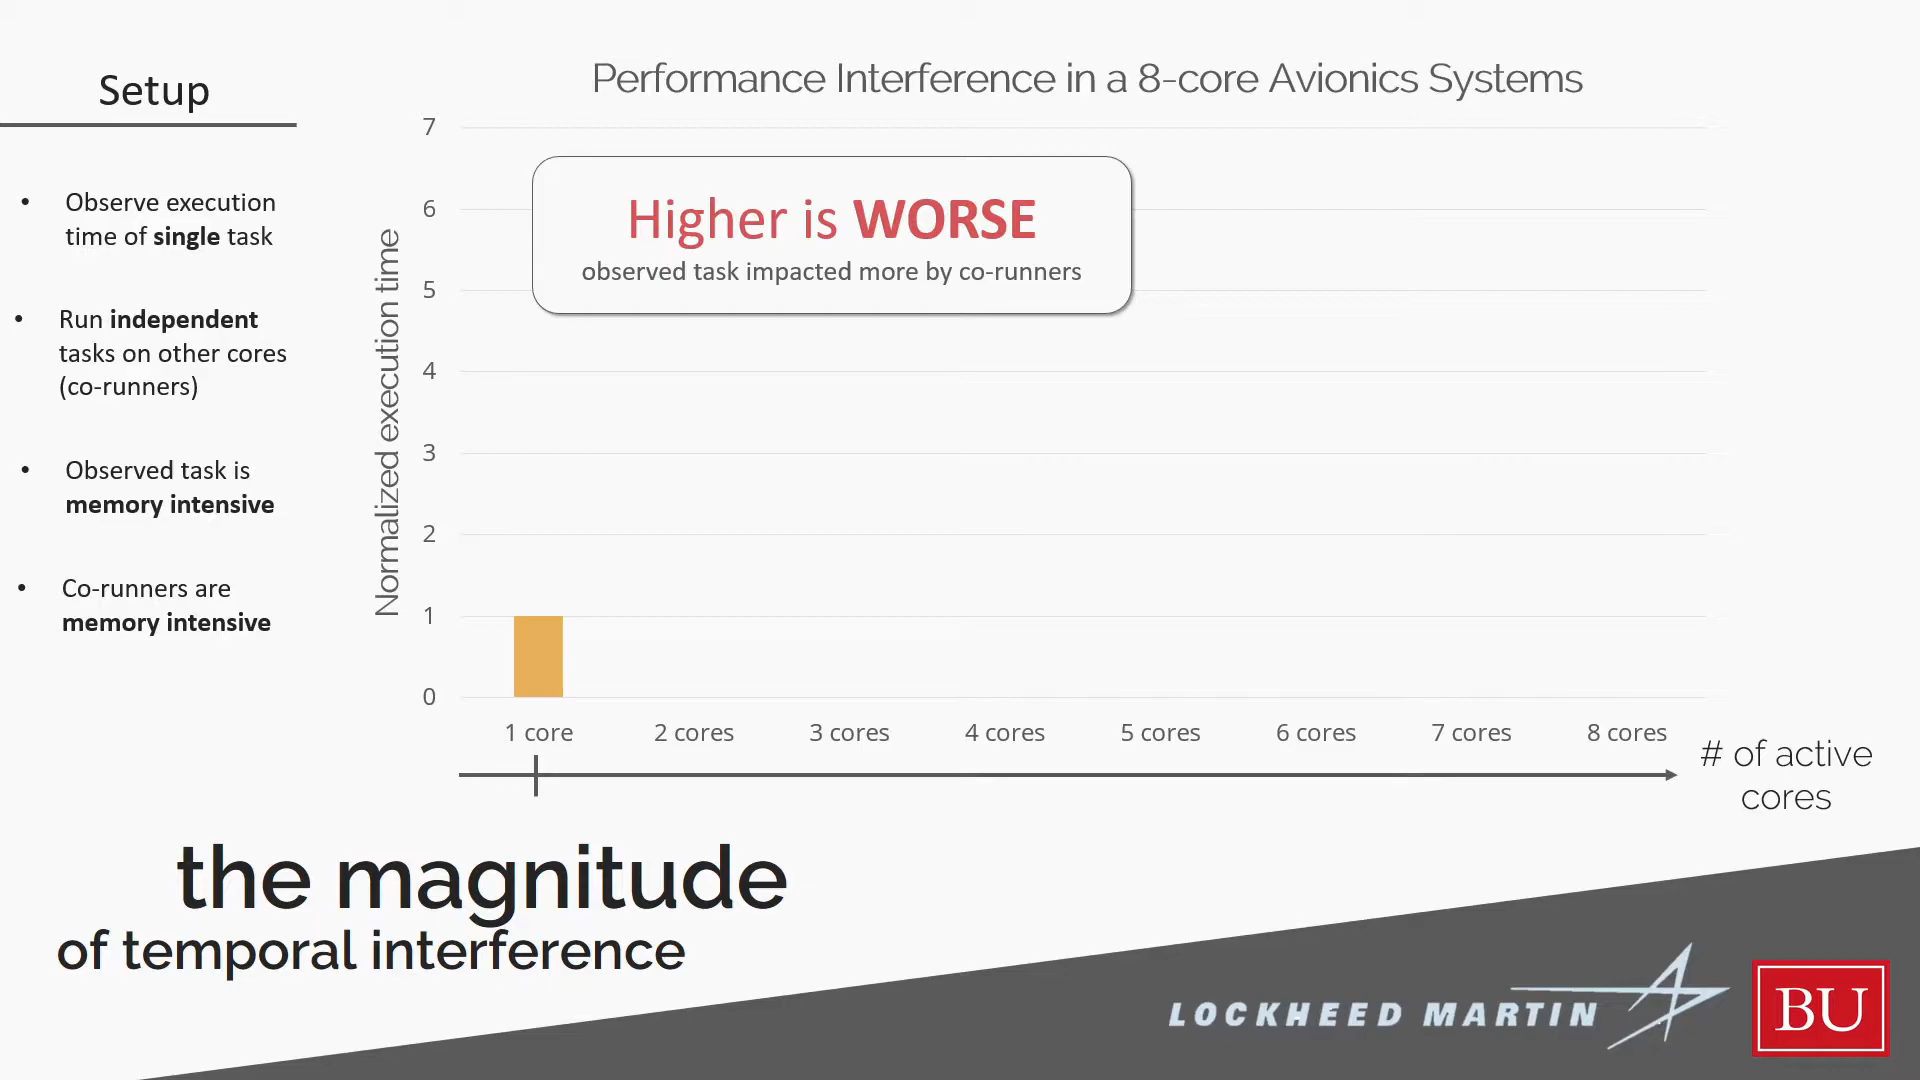 Setup
• Observe execution
time of single task
• Run independent
tasks on other cores
(co-runners)
• Observed task is
memory intensive
• Co-runners are
memory intensive
Performance Interference in a 8-core Avionics Systems
Normalized execution time
7
6
5
4
3
2
1
0
Higher is WORSE
observed task impacted more by co-runners
1 core 2 cores 3 cores 4 cores 5 cores 6 cores 7 cores 8 cores
# of active
cores
the magnitude
of temporal interference
LOCKHEED MARTIN
BU